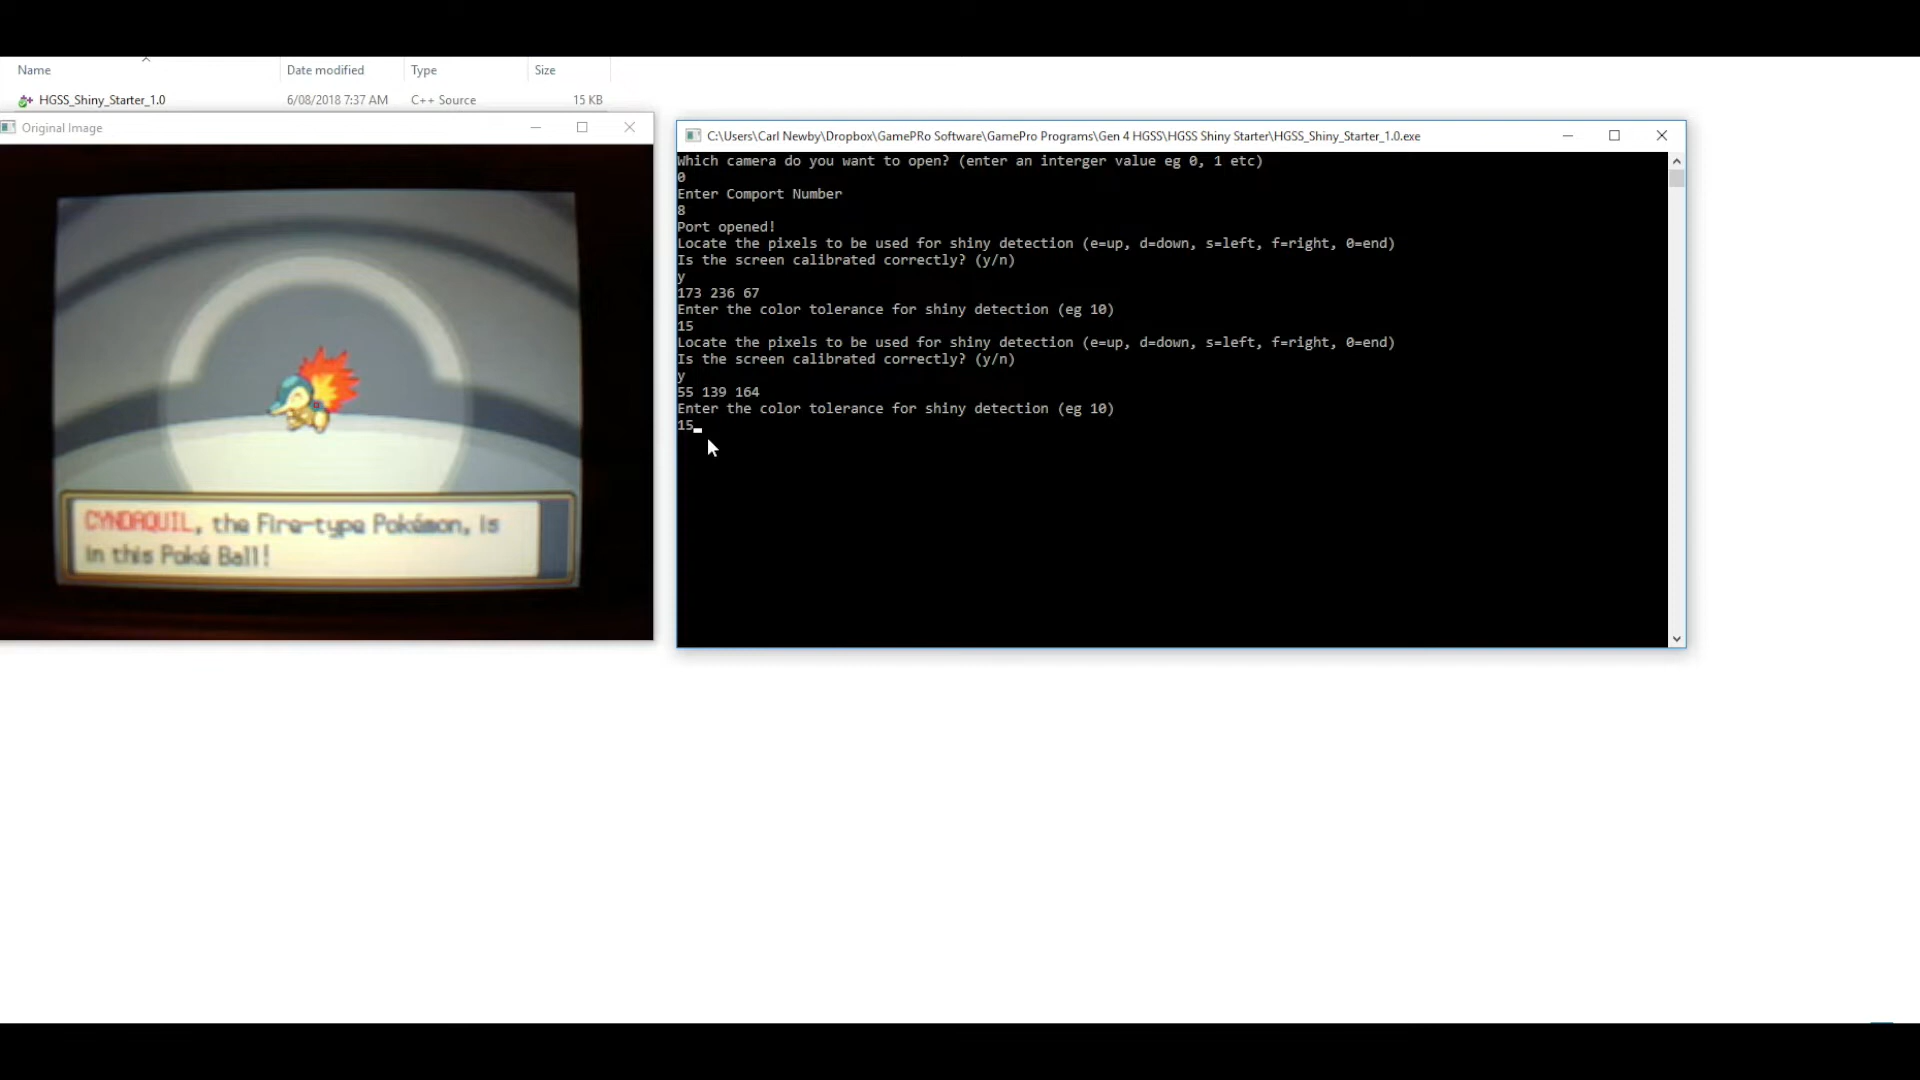 Name Date modified Type Size
HGSS_Shiny_Starter_1.0 6/08/2018 7:37 AM C++ Source 15 KB
Original Image
CYNDAQUIL, the Fire-type Pokémon, is
in this Poké Ball!
C:\Users\Carl Newby\Dropbox\GamePRo Software\GamePro Programs\Gen 4 HGSS\HGSS Shiny Starter\HGSS_Shiny_Starter_1.0.exe
Which camera do you want to open? (enter an interger value eg 0, 1 etc)
0
Enter Comport Number
8
Port opened!
Locate the pixels to be used for shiny detection (e=up, d=down, s=left, f=right, 0=end)
Is the screen calibrated correctly? (y/n)
y
173 236 67
Enter the color tolerance for shiny detection (eg 10)
15
Locate the pixels to be used for shiny detection (e=up, d=down, s=left, f=right, 0=end)
Is the screen calibrated correctly? (y/n)
y
55 139 164
Enter the color tolerance for shiny detection (eg 10)
15